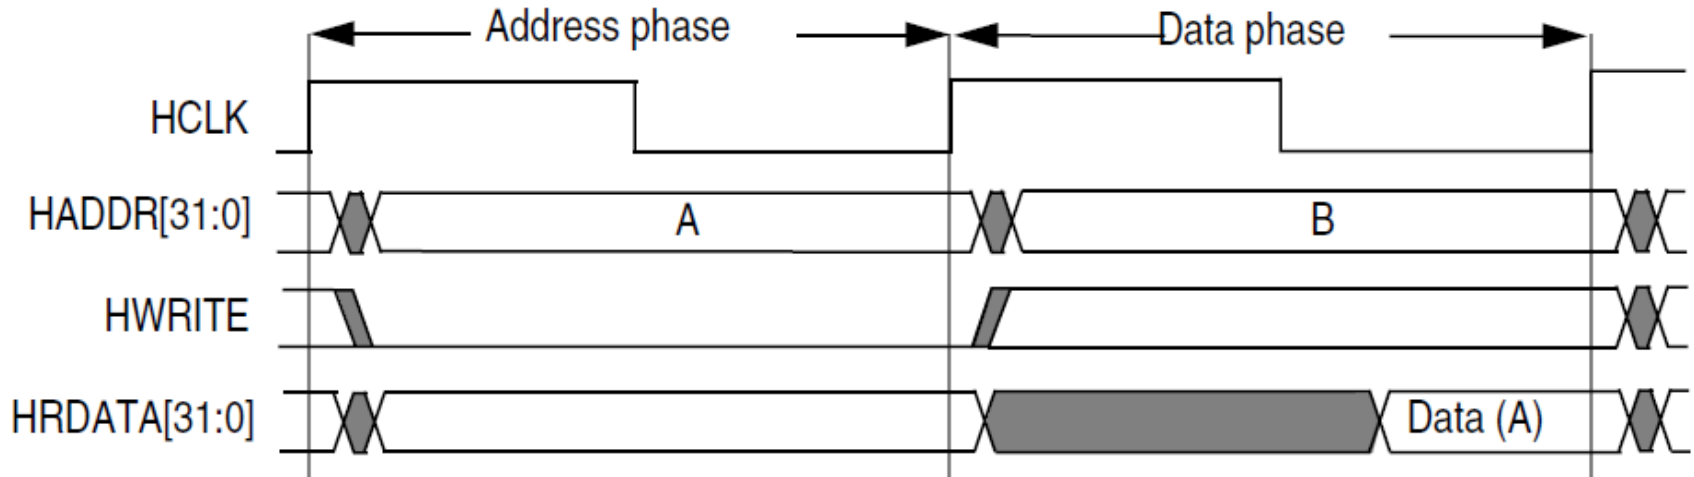 Address phase
Data phase
HCLK
HADDR[31:0]
A
B
HWRITE
HRDATA[31:0]
Data (A)